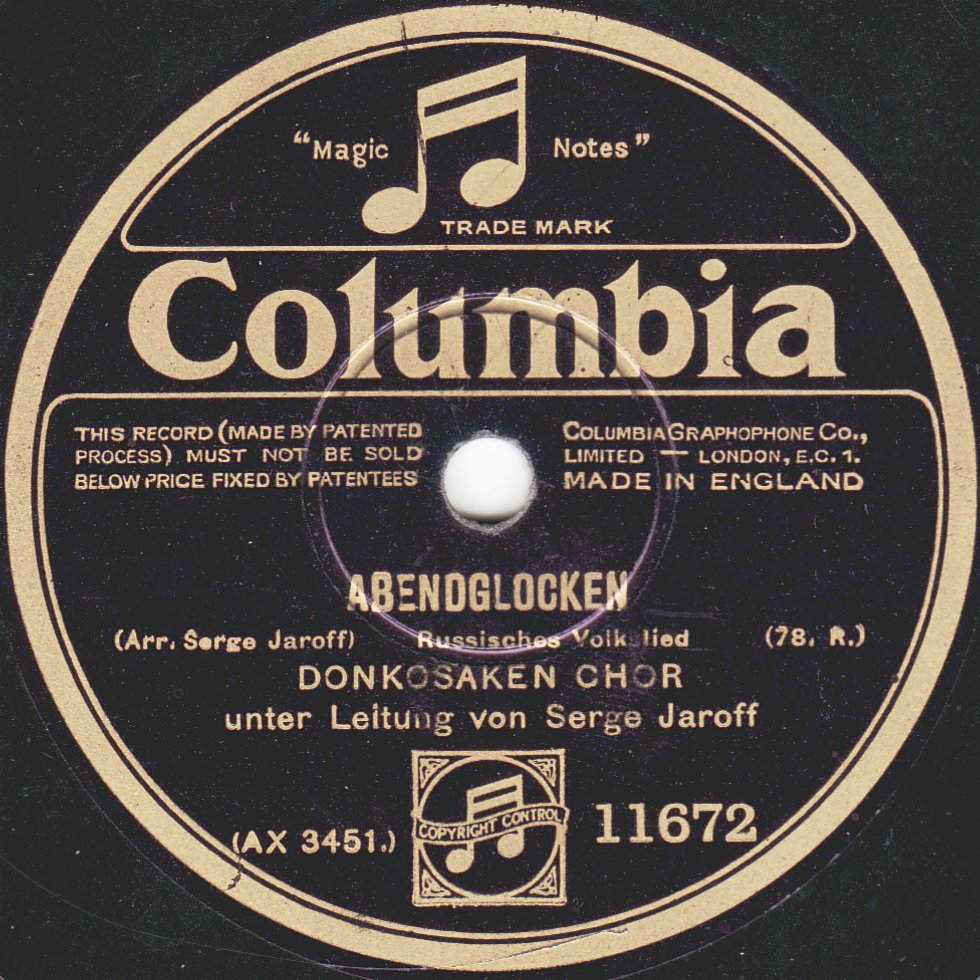 “Magic Notes”
TRADE MARK
Columbia
THIS RECORD (MADE BY PATENTED
PROCESS) MUST NOT BE SOLD
BELOW PRICE FIXED BY PATENTEES
COLUMBIA GRAPHOPHONE CO.,
LIMITED — LONDON, E.C. 1.
MADE IN ENGLAND
ABENDGLOCKEN
(Arr. Serge Jaroff) Russisches Volkslied (78. R.)
DONKOSAKEN CHOR
unter Leitung von Serge Jaroff
COPYRIGHT CONTROL
(AX 3451.) 11672